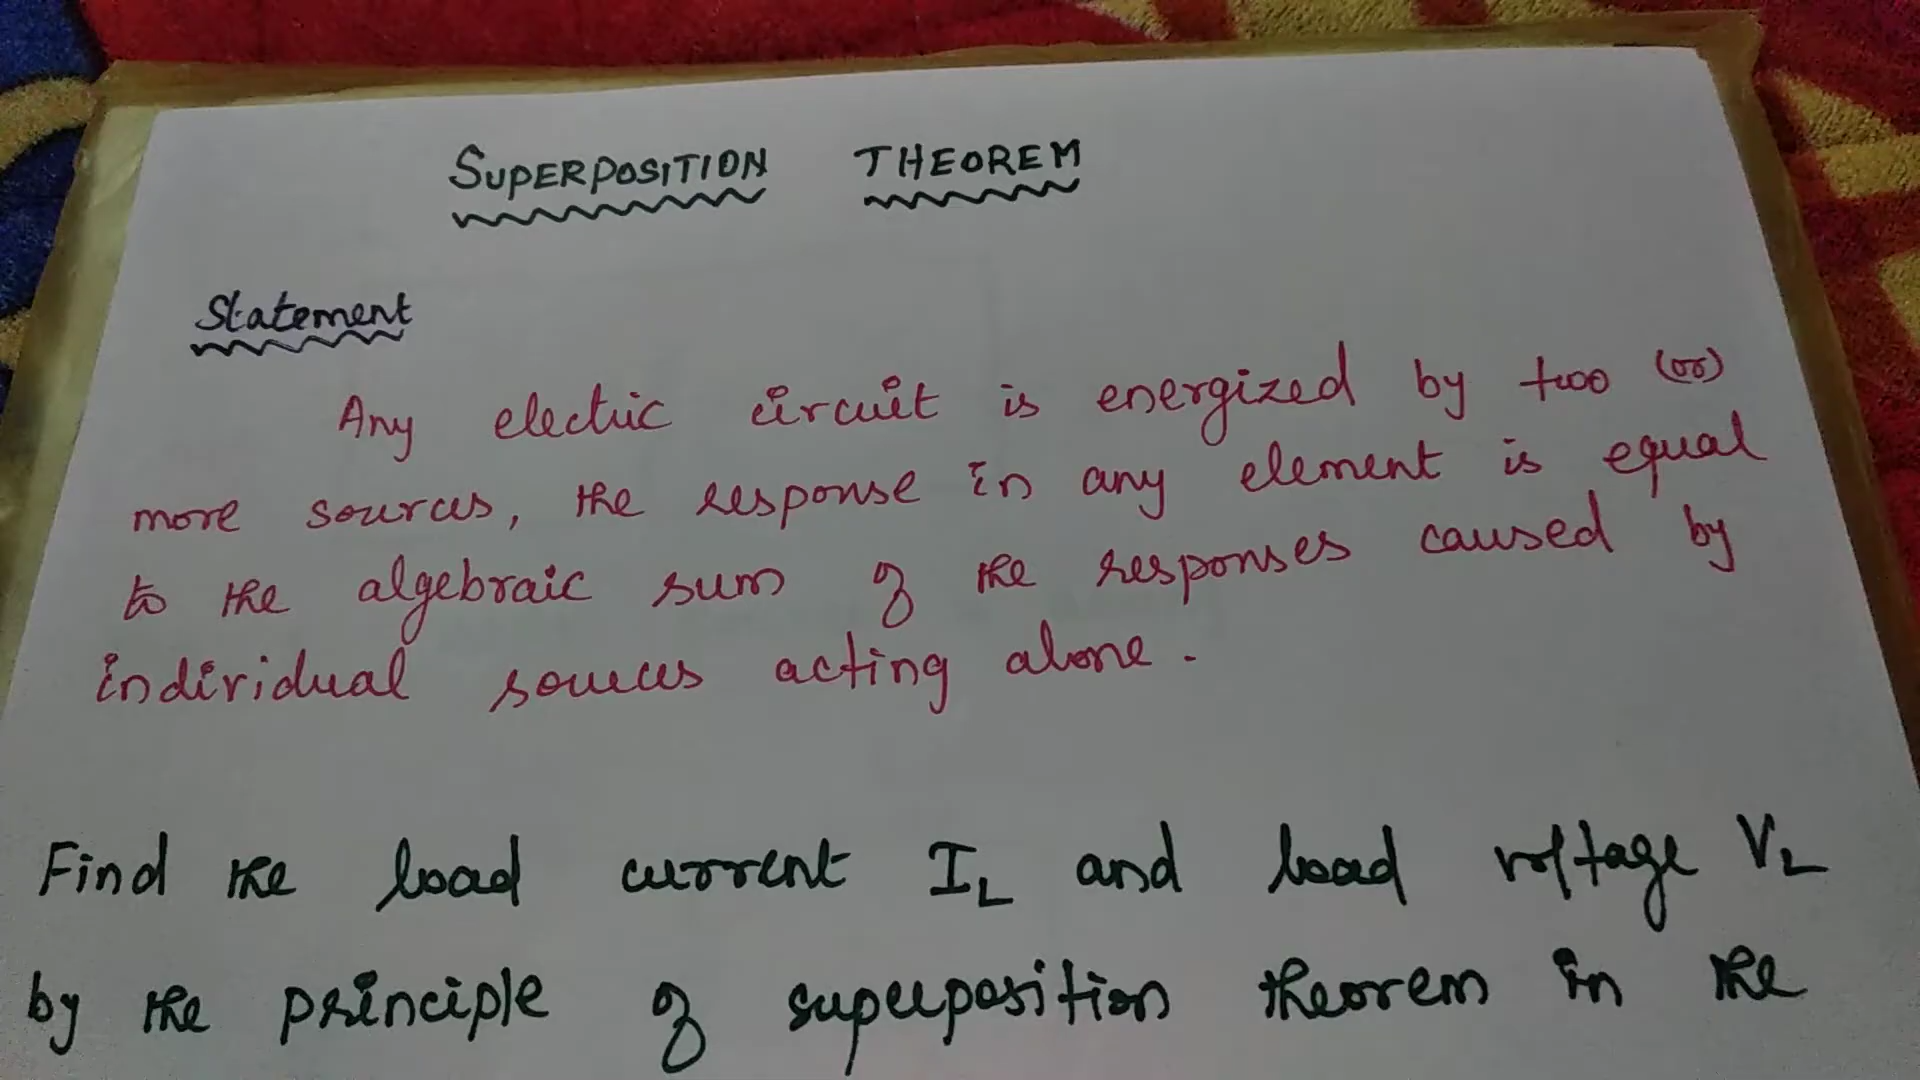 SUPERPOSITION THEOREM
Statement
Any electric circuit is energized by two (or)
more sources, the response in any element is equal
to the algebraic sum of the responses caused by
individual sources acting alone.
Find the load current IL and load voltage VL
by the principle of superposition theorem in the